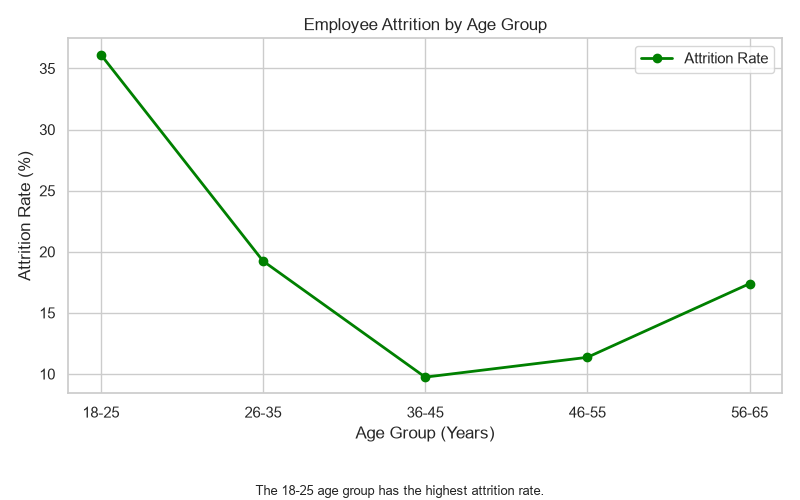 Employee Attrition by Age Group
Attrition Rate
35
30
25
20
15
10
Attrition Rate (%)
18-25 26-35 36-45 46-55 56-65
Age Group (Years)
The 18-25 age group has the highest attrition rate.